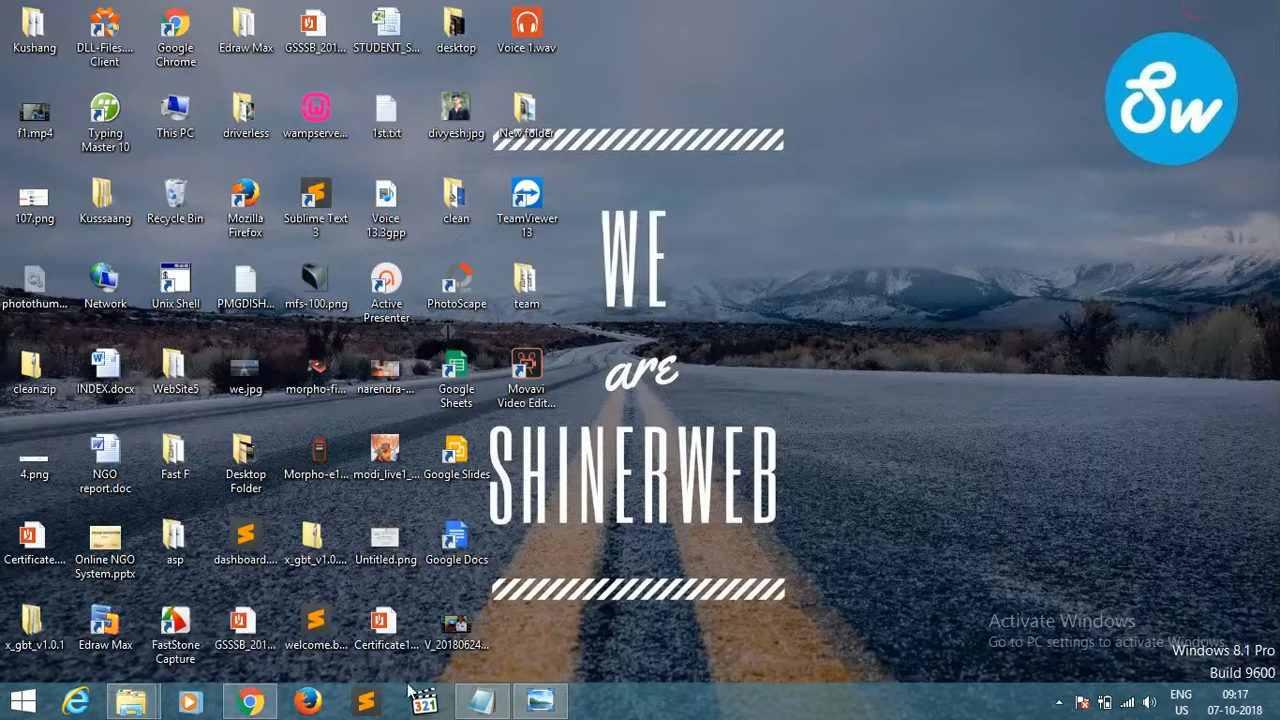 Kushang
DLL-Files....
Client
Google
Chrome
Edraw Max
GSSSB_201...
STUDENT_S...
desktop
Voice 1.wav
f1.mp4
Typing
Master 10
This PC
driverless
wampserve...
1st.txt
divyesh.jpg
New folder
107.png
Kusssaang
Recycle Bin
Mozilla
Firefox
Sublime Text
3
Voice
13.3gpp
clean
TeamViewer
13
photothum...
Network
Unix Shell
PMGDISH...
mfs-100.png
Active
Presenter
PhotoScape
team
clean.zip
INDEX.docx
WebSite5
we.jpg
morpho-fi...
narendra-...
Google
Sheets
Movavi
Video Edit...
4.png
NGO
report.doc
Fast F
Desktop
Folder
Morpho-e1...
modi_live1_...
Google Slides
Certificate....
Online NGO
System.pptx
asp
dashboard....
x_gbt_v1.0....
Untitled.png
Google Docs
x_gbt_v1.0.1
Edraw Max
FastStone
Capture
GSSSB_201...
welcome.b...
Certificate1...
V_20180624...
Sw
WE
are
SHINERWEB
Activate Windows
Go to PC settings to activate Windows.
Windows 8.1 Pro
Build 9600
321
ENG
US
09:17
07-10-2018